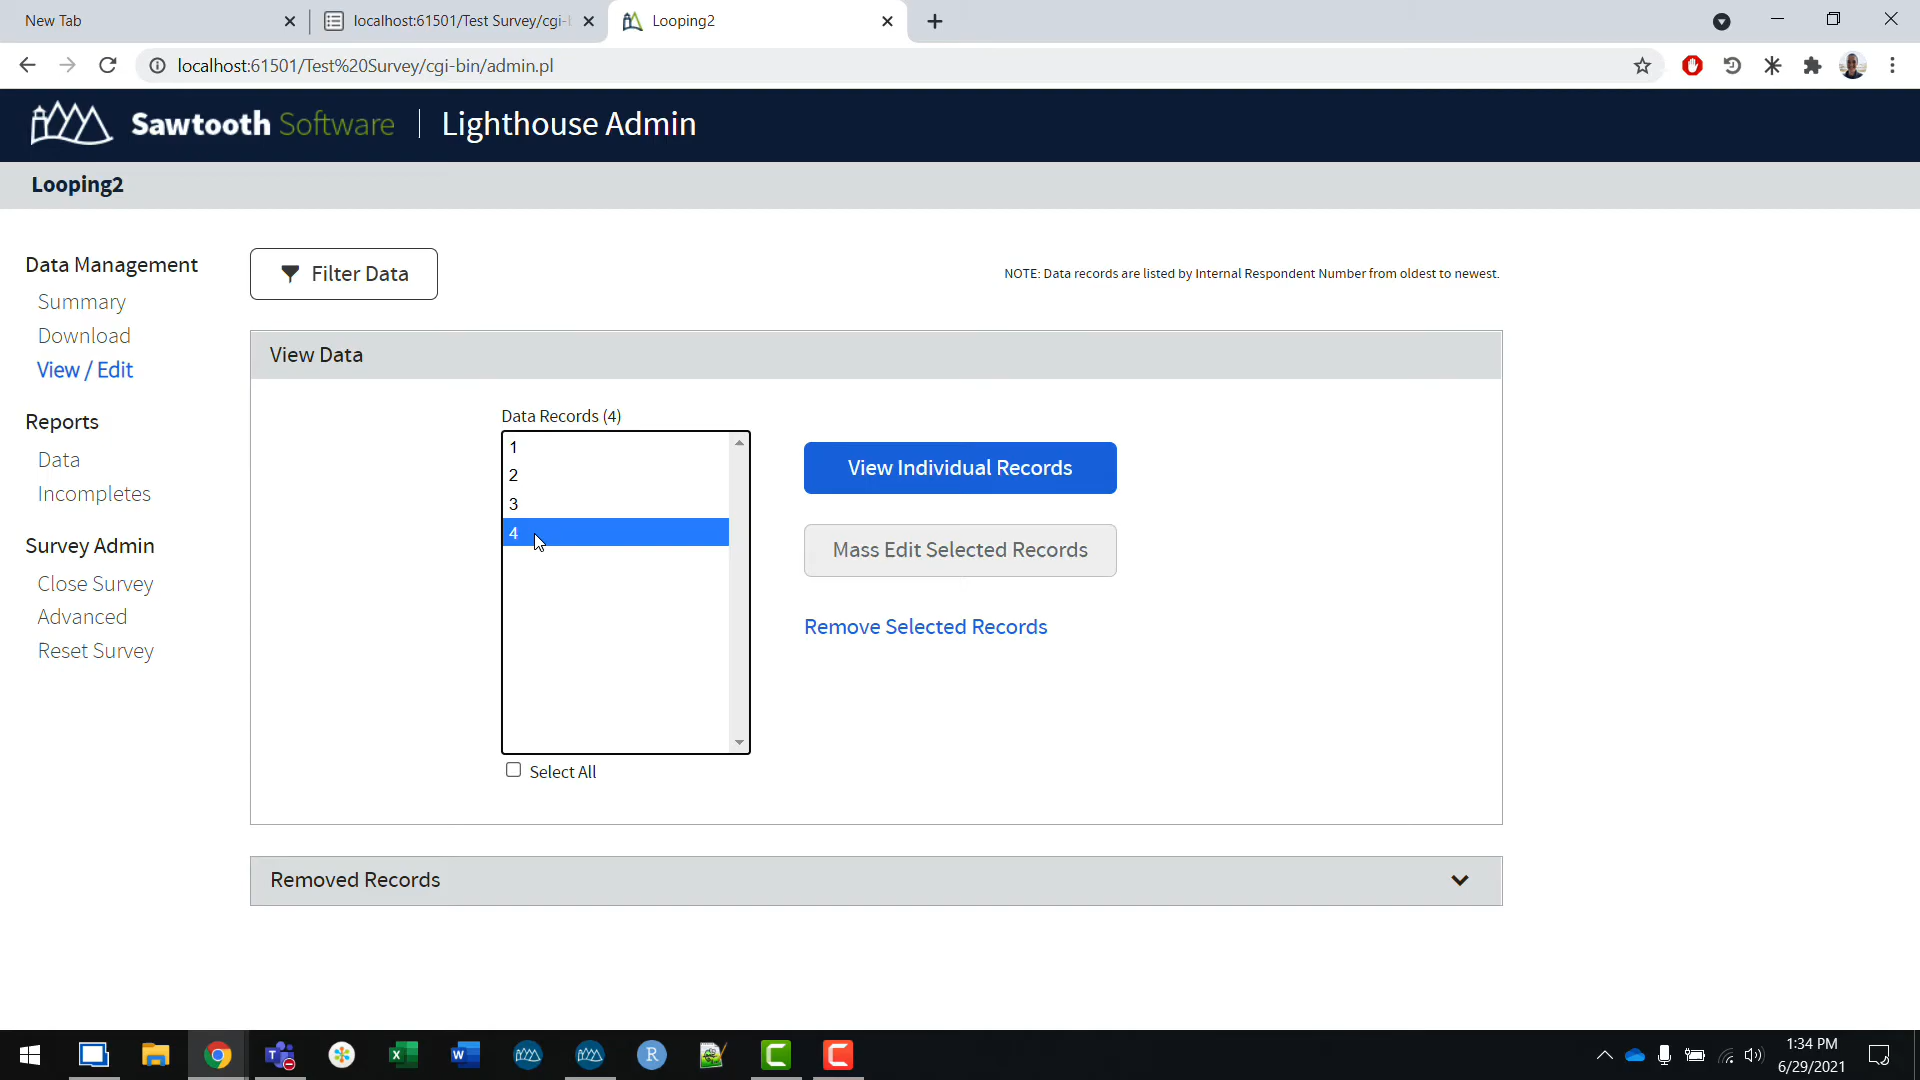 New Tab
localhost:61501/Test Survey/cgi-
Looping2
localhost:61501/Test%20Survey/cgi-bin/admin.pl
Sawtooth Software | Lighthouse Admin
Looping2
Data Management
Summary
Download
View / Edit
Reports
Data
Incompletes
Survey Admin
Close Survey
Advanced
Reset Survey
Filter Data
NOTE: Data records are listed by Internal Respondent Number from oldest to newest.
View Data
Data Records (4)
1
2
3
4
Select All
View Individual Records
Mass Edit Selected Records
Remove Selected Records
Removed Records
1:34 PM
6/29/2021